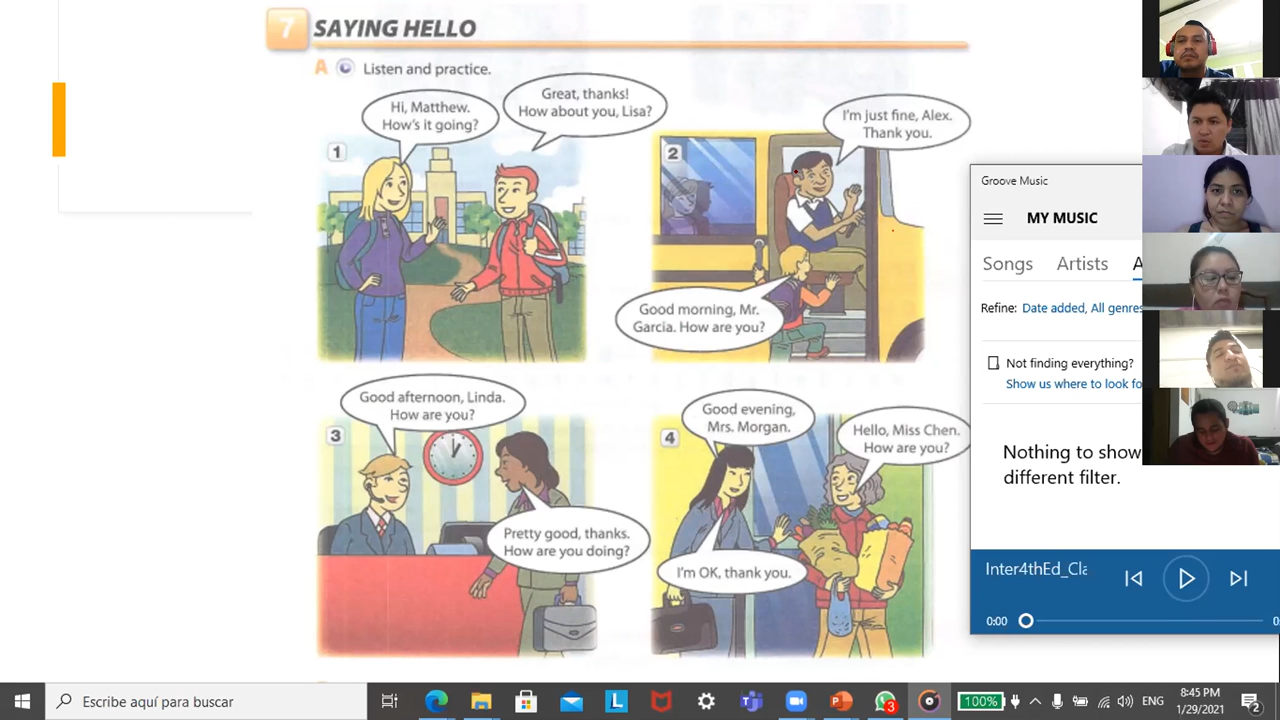 7 SAYING HELLO
A Listen and practice.
1
Hi, Matthew.
How's it going?
Great, thanks!
How about you, Lisa?
2
I'm just fine, Alex.
Thank you.
Good morning, Mr.
Garcia. How are you?
3
Good afternoon, Linda.
How are you?
Pretty good, thanks.
How are you doing?
4
Good evening,
Mrs. Morgan.
Hello, Miss Chen.
How are you?
I'm OK, thank you.
Groove Music
MY MUSIC
Songs Artists A
Refine: Date added, All genres
Not finding everything?
Show us where to look fo
Nothing to show
different filter.
Inter4thEd_Cla
0:00
Escribe aquí para buscar
L
3
100%
ENG
8:45 PM
1/29/2021
2